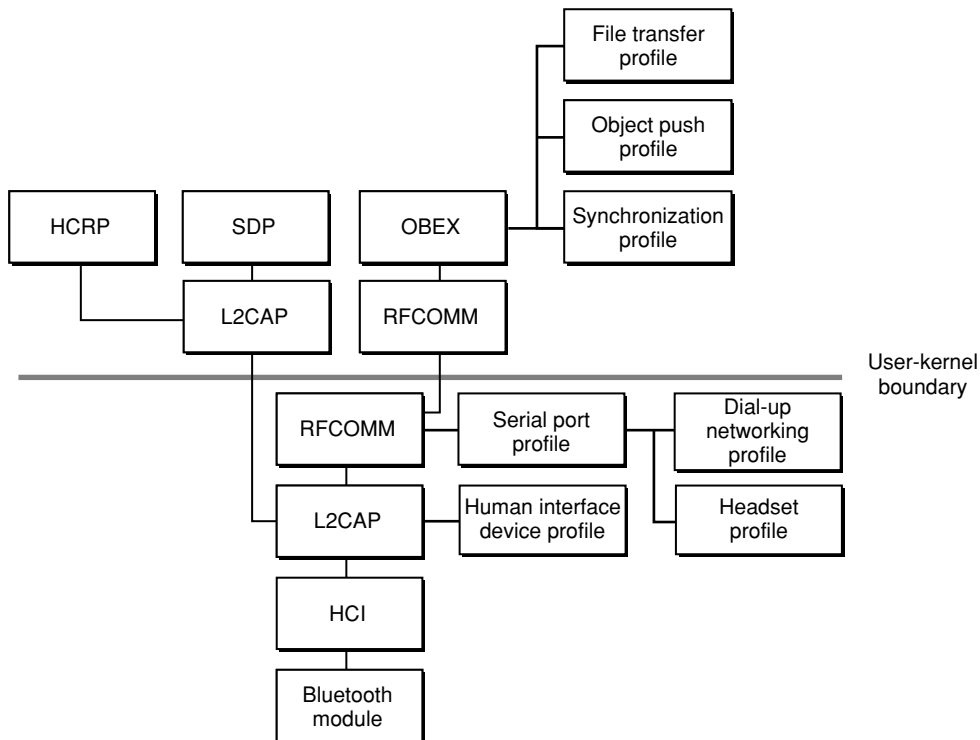 File transfer
profile
Object push
profile
HCRP
SDP
OBEX
Synchronization
profile
L2CAP
RFCOMM
User-kernel
boundary
RFCOMM
Serial port
profile
Dial-up
networking
profile
L2CAP
Human interface
device profile
Headset
profile
HCI
Bluetooth
module